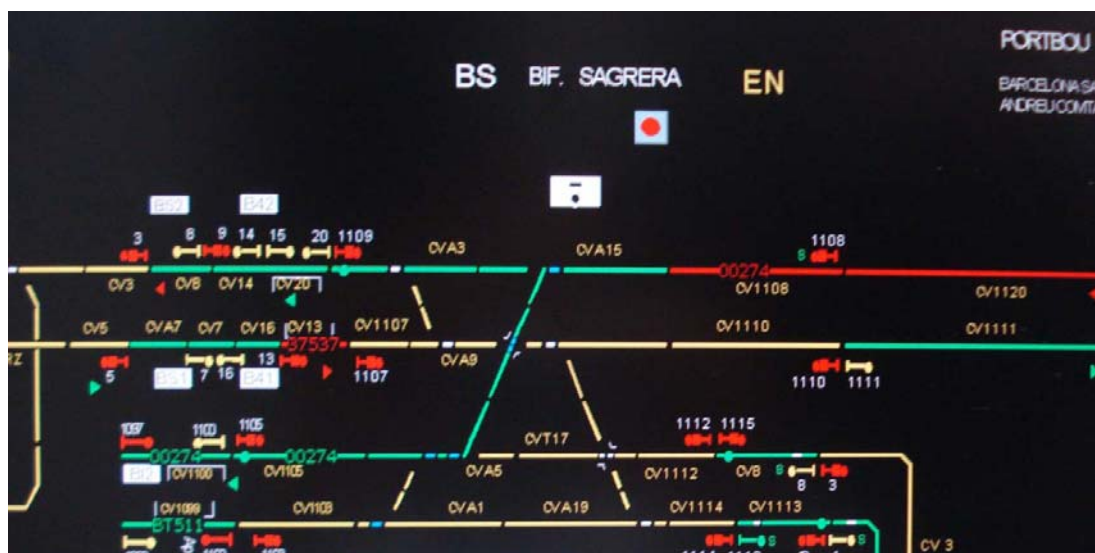 PORTBOU
BS BIF. SAGRERA EN
BARCELONA SA
ANDREU COMTA
BS2 B42
3 8 9 14 15 20 1109 CVA3 CVA15 S 1108
00274
CV3 CV8 CV14 CV20 CV1108 CV1120
CV5 CVA7 CV7 CV16 CV13 CV1107 CV1110 CV1111
37537
RZ CVA9
5 BS1 7 16 B41 13 1107 1110 1111
1097 1100 1105 CVT17 1112 1115
00274 00274
CV1100 CV1105 CVA5 CV1112 CV8 S
8 3
CV1099 CV1103 CVA1 CVA19 CV1114 CV1113
BT511
S S
CV 3